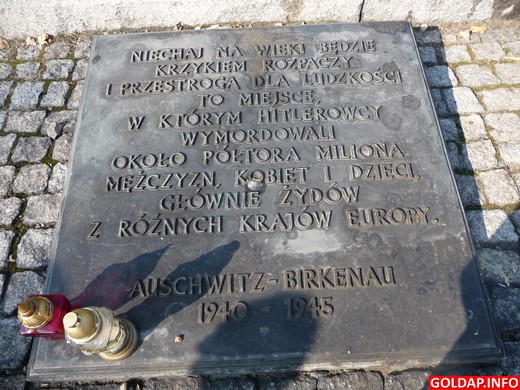 NIECHAJ NA WIEKI BĘDZIE
KRZYKIEM ROZPACZY
I PRZESTROGĄ DLA LUDZKOŚCI
TO MIEJSCE,
W KTÓRYM HITLEROWCY
WYMORDOWALI
OKOŁO PÓŁTORA MILIONA
MĘŻCZYZN, KOBIET I DZIECI,
GŁÓWNIE ŻYDÓW
Z RÓŻNYCH KRAJÓW EUROPY.
AUSCHWITZ-BIRKENAU
1940 - 1945
GOLDAP.INFO